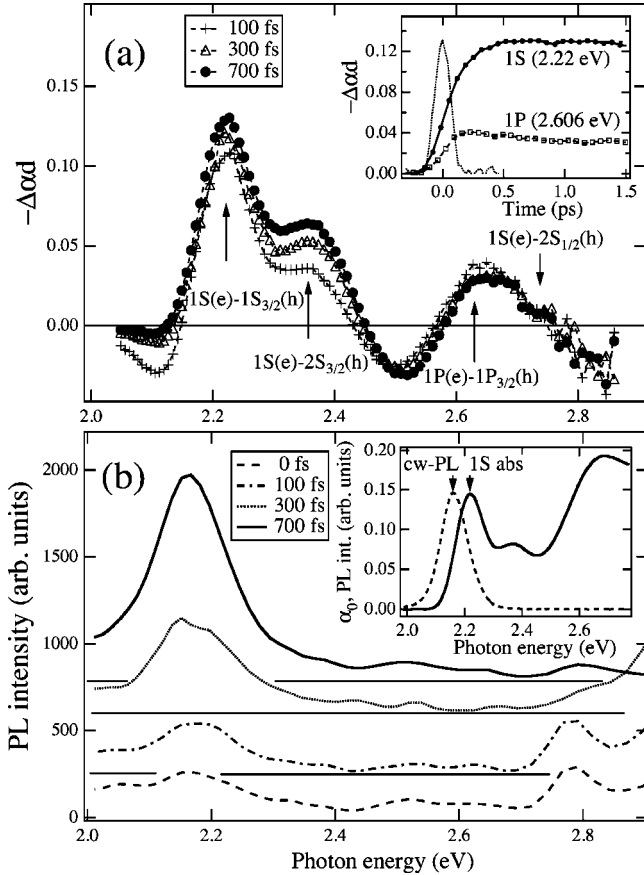 (a)
100 fs
300 fs
700 fs
0.15
0.10
0.05
0.00
−Δαd
2.0
2.2
2.4
2.6
2.8
1S(e)-1S3/2(h)
1S(e)-2S3/2(h)
1P(e)-1P3/2(h)
1S(e)-2S1/2(h)
0.12
0.08
0.04
0.00
−Δαd
1S (2.22 eV)
1P (2.606 eV)
0.0
0.5
1.0
1.5
Time (ps)
(b)
0 fs
100 fs
300 fs
700 fs
2000
1500
1000
500
0
PL intensity (arb. units)
2.0
2.2
2.4
2.6
2.8
Photon energy (eV)
cw-PL
1S abs
0.20
0.15
0.10
0.05
0.00
α0, PL int. (arb. units)
2.0
2.2
2.4
2.6
Photon energy (eV)